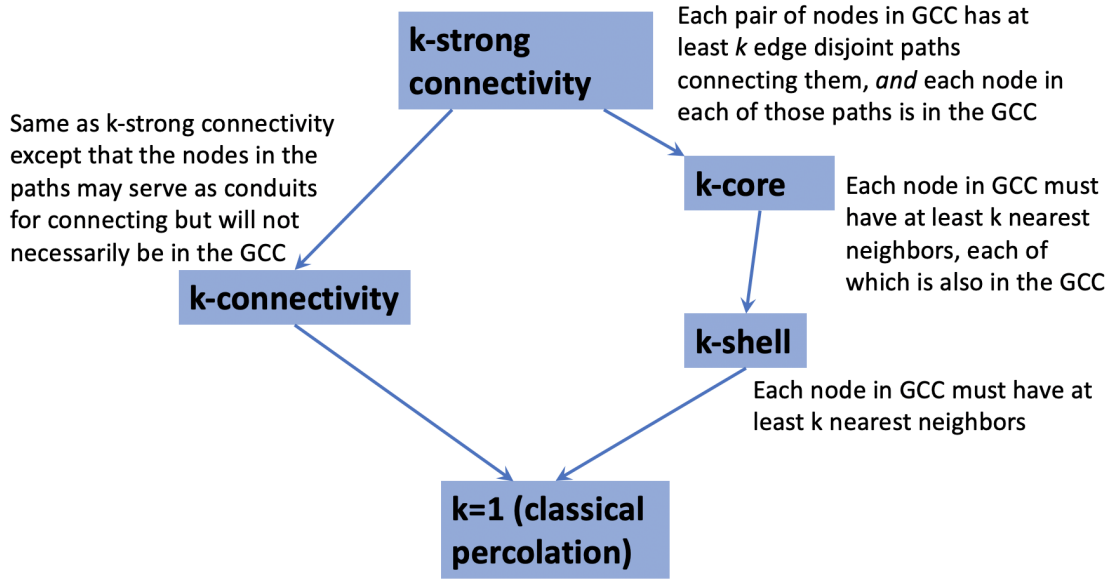 k-strong
connectivity
Each pair of nodes in GCC has at
least k edge disjoint paths
connecting them, and each node in
each of those paths is in the GCC
Same as k-strong connectivity
except that the nodes in the
paths may serve as conduits
for connecting but will not
necessarily be in the GCC
k-core
Each node in GCC must
have at least k nearest
neighbors, each of
which is also in the GCC
k-connectivity
k-shell
Each node in GCC must have at
least k nearest neighbors
k=1 (classical
percolation)